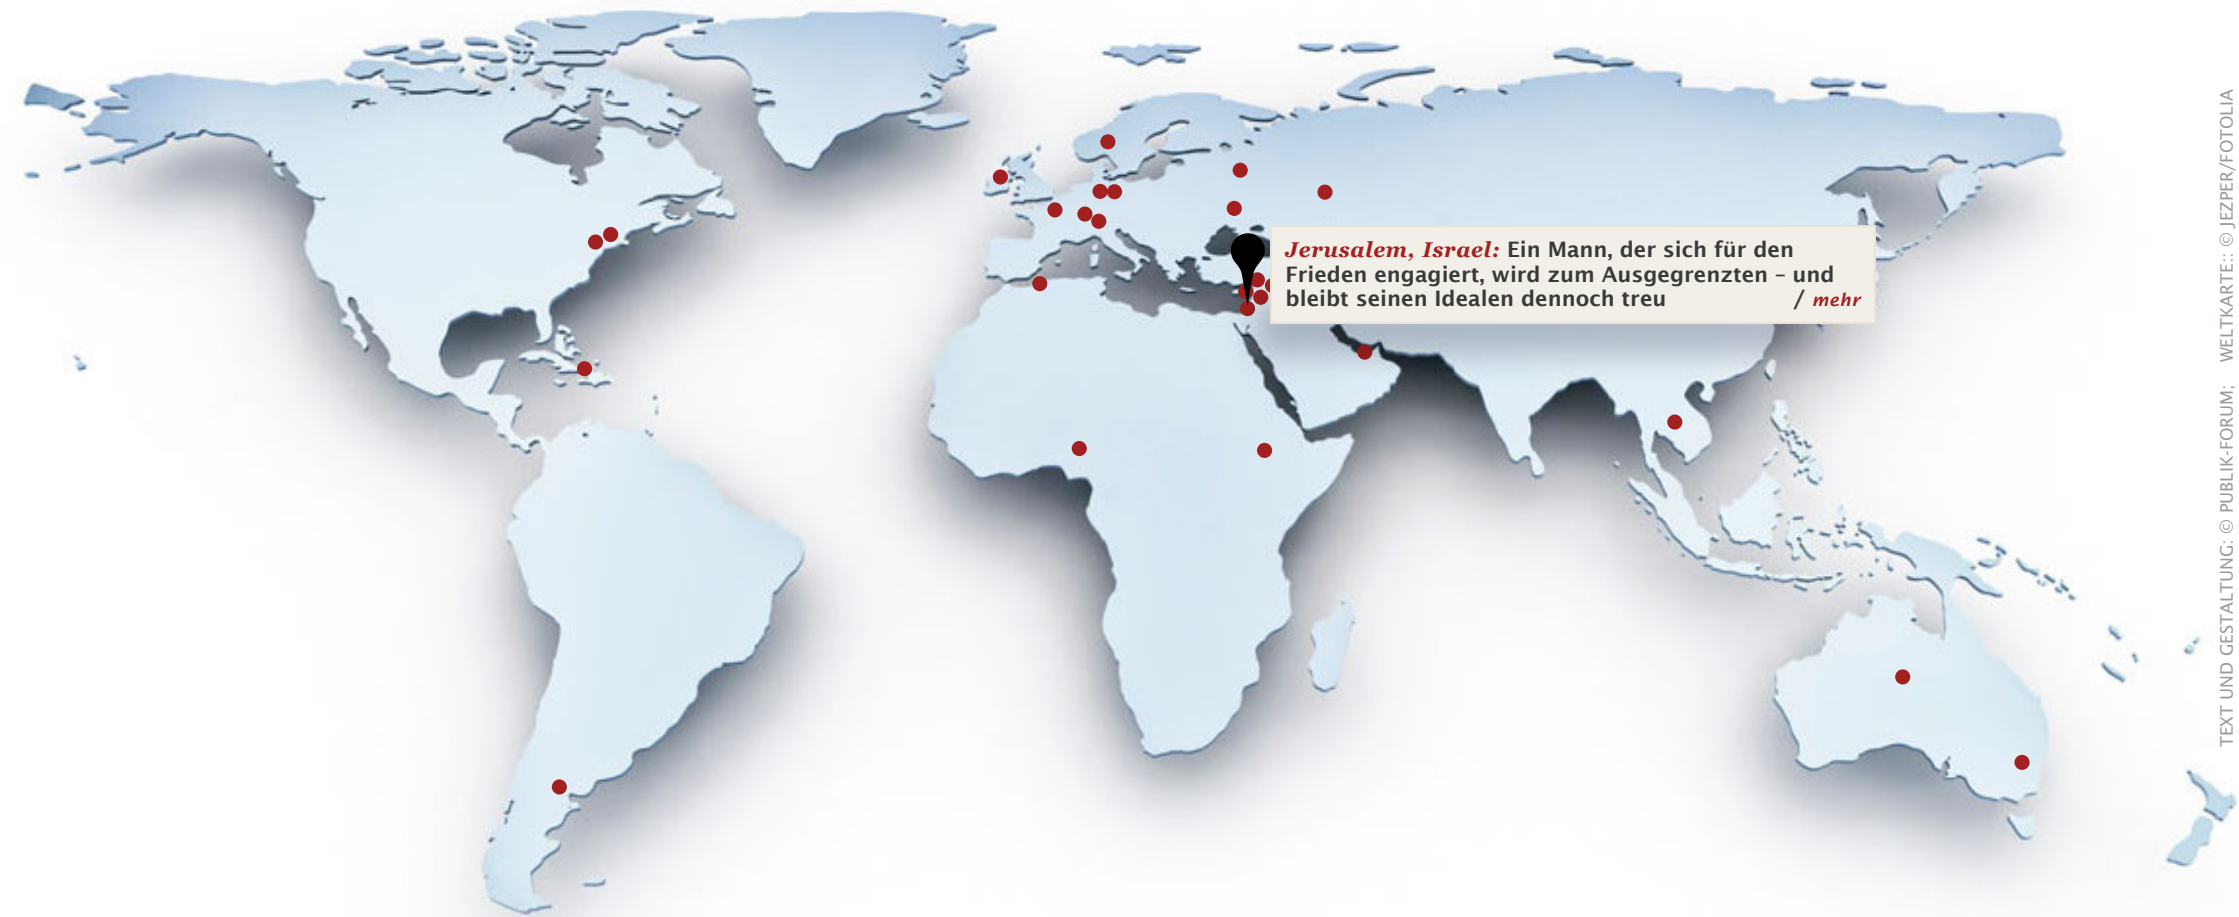 Jerusalem, Israel: Ein Mann, der sich für den
Frieden engagiert, wird zum Ausgegrenzten – und
bleibt seinen Idealen dennoch treu / mehr
TEXT UND GESTALTUNG: © PUBLIK-FORUM; WELTKARTE:: © JEZPER/FOTOLIA